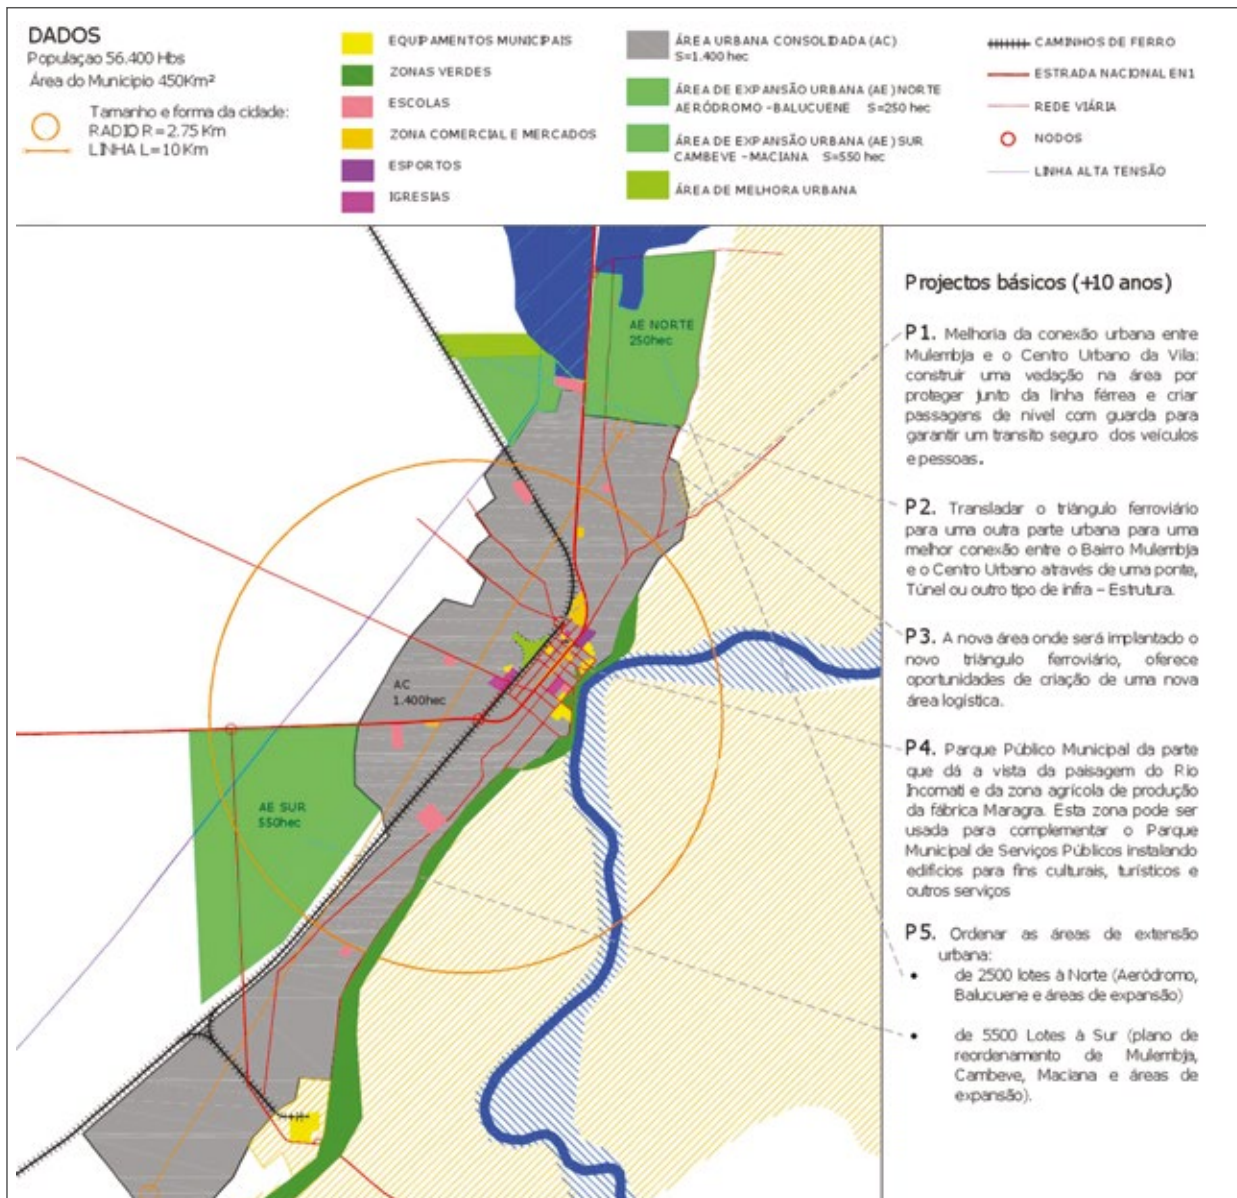 DADOS
Populaçao 56.400 Hbs
Área do Municipio 450Km²
Tamanho e forma da cidade:
RADIO R=2.75 Km
LINHA L=10 Km
EQUIPAMENTOS MUNICIPAIS
ZONAS VERDES
ESCOLAS
ZONA COMERCIAL E MERCADOS
ESPORTOS
IGRESIAS
ÁREA URBANA CONSOLIDADA (AC)
S=1.400 hec
ÁREA DE EXPANSÃO URBANA (AE) NORTE
AERÓDROMO -BALUCUENE S=250 hec
ÁREA DE EXPANSÃO URBANA (AE) SUR
CAMBEVE -MACIANA S=550 hec
ÁREA DE MELHORA URBANA
CAMINHOS DE FERRO
ESTRADA NACIONAL EN1
REDE VIÁRIA
NODOS
LINHA ALTA TENSÃO
AE NORTE
250hec
AC
1.400hec
AE SUR
550hec
Projectos básicos (+10 anos)
P1. Melhoria da conexão urbana entre
Mulembja e o Centro Urbano da Vila:
construir uma vedação na área por
proteger junto da linha férrea e criar
passagens de nível com guarda para
garantir um transito seguro dos veículos
e pessoas.
P2. Transladar o triângulo ferroviário
para uma outra parte urbana para uma
melhor conexão entre o Bairro Mulembja
e o Centro Urbano através de uma ponte,
Túnel ou outro tipo de infra – Estrutura.
P3. A nova área onde será implantado o
novo triângulo ferroviário, oferece
oportunidades de criação de uma nova
área logística.
P4. Parque Público Municipal da parte
que dá a vista da paisagem do Rio
Incomati e da zona agrícola de produção
da fábrica Maragra. Esta zona pode ser
usada para complementar o Parque
Municipal de Serviços Públicos instalando
edifícios para fins culturais, turísticos e
outros serviços
P5. Ordenar as áreas de extensão
urbana:
• de 2500 lotes à Norte (Aeródromo,
Balucuene e áreas de expansão)
• de 5500 Lotes à Sur (plano de
reordenamento de Mulembja,
Cambeve, Maciana e áreas de
expansão).